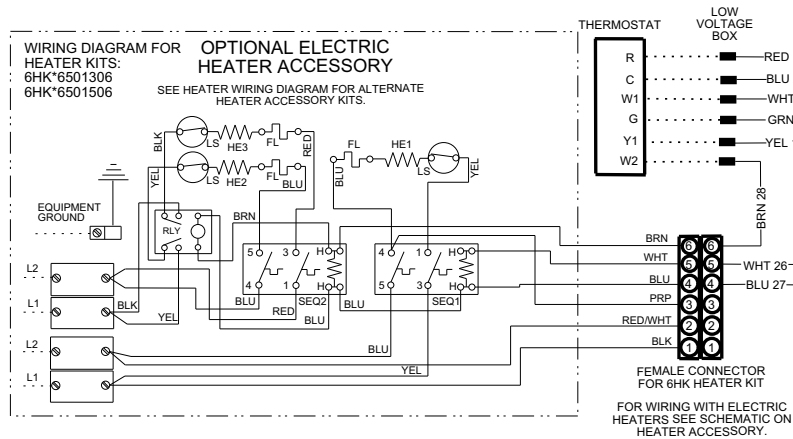 WIRING DIAGRAM FOR
HEATER KITS:
6HK*6501306
6HK*6501506
OPTIONAL ELECTRIC
HEATER ACCESSORY
SEE HEATER WIRING DIAGRAM FOR ALTERNATE
HEATER ACCESSORY KITS.
THERMOSTAT
LOW
VOLTAGE
BOX
R
RED
C
BLU
W1
WHT
G
GRN
Y1
YEL
W2
BRN 28
BLK
LS
HE3
FL
RED
YEL
LS
HE2
FL
BLU
FL
HE1
BLU
LS
YEL
EQUIPMENT
GROUND
RLY
BRN
5
3
H
4
1
H
BLU
SEQ2
RED
BLU
BLU
4
1
H
5
3
H
SEQ1
L2
L1
BLK
YEL
L2
BLU
L1
YEL
BRN
6
6
WHT
5
5
WHT 26
BLU
4
4
BLU 27
PRP
3
3
RED/WHT
2
2
BLK
1
1
FEMALE CONNECTOR
FOR 6HK HEATER KIT
FOR WIRING WITH ELECTRIC
HEATERS SEE SCHEMATIC ON
HEATER ACCESSORY.